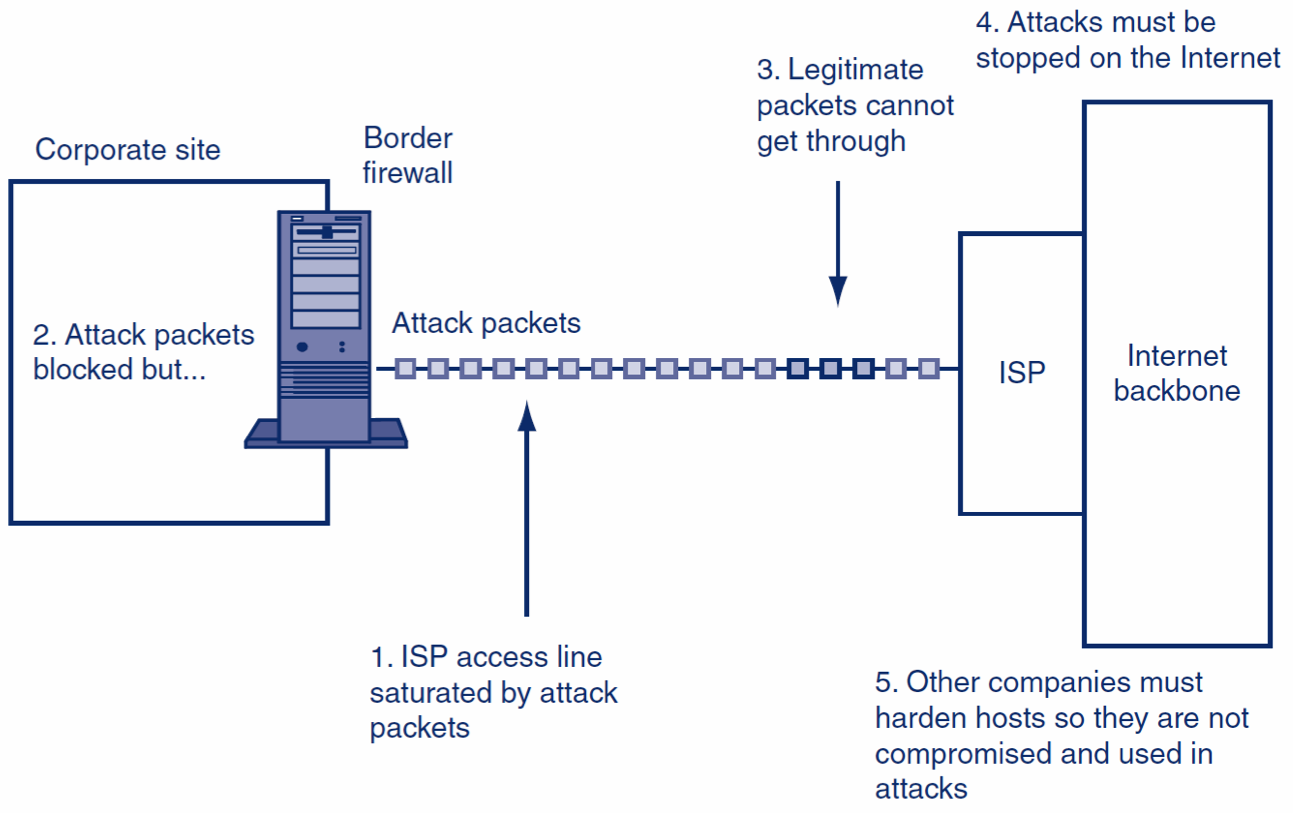 4. Attacks must be
stopped on the Internet
3. Legitimate
packets cannot
get through
Corporate site
Border
firewall
2. Attack packets
blocked but...
Attack packets
ISP
Internet
backbone
1. ISP access line
saturated by attack
packets
5. Other companies must
harden hosts so they are not
compromised and used in
attacks